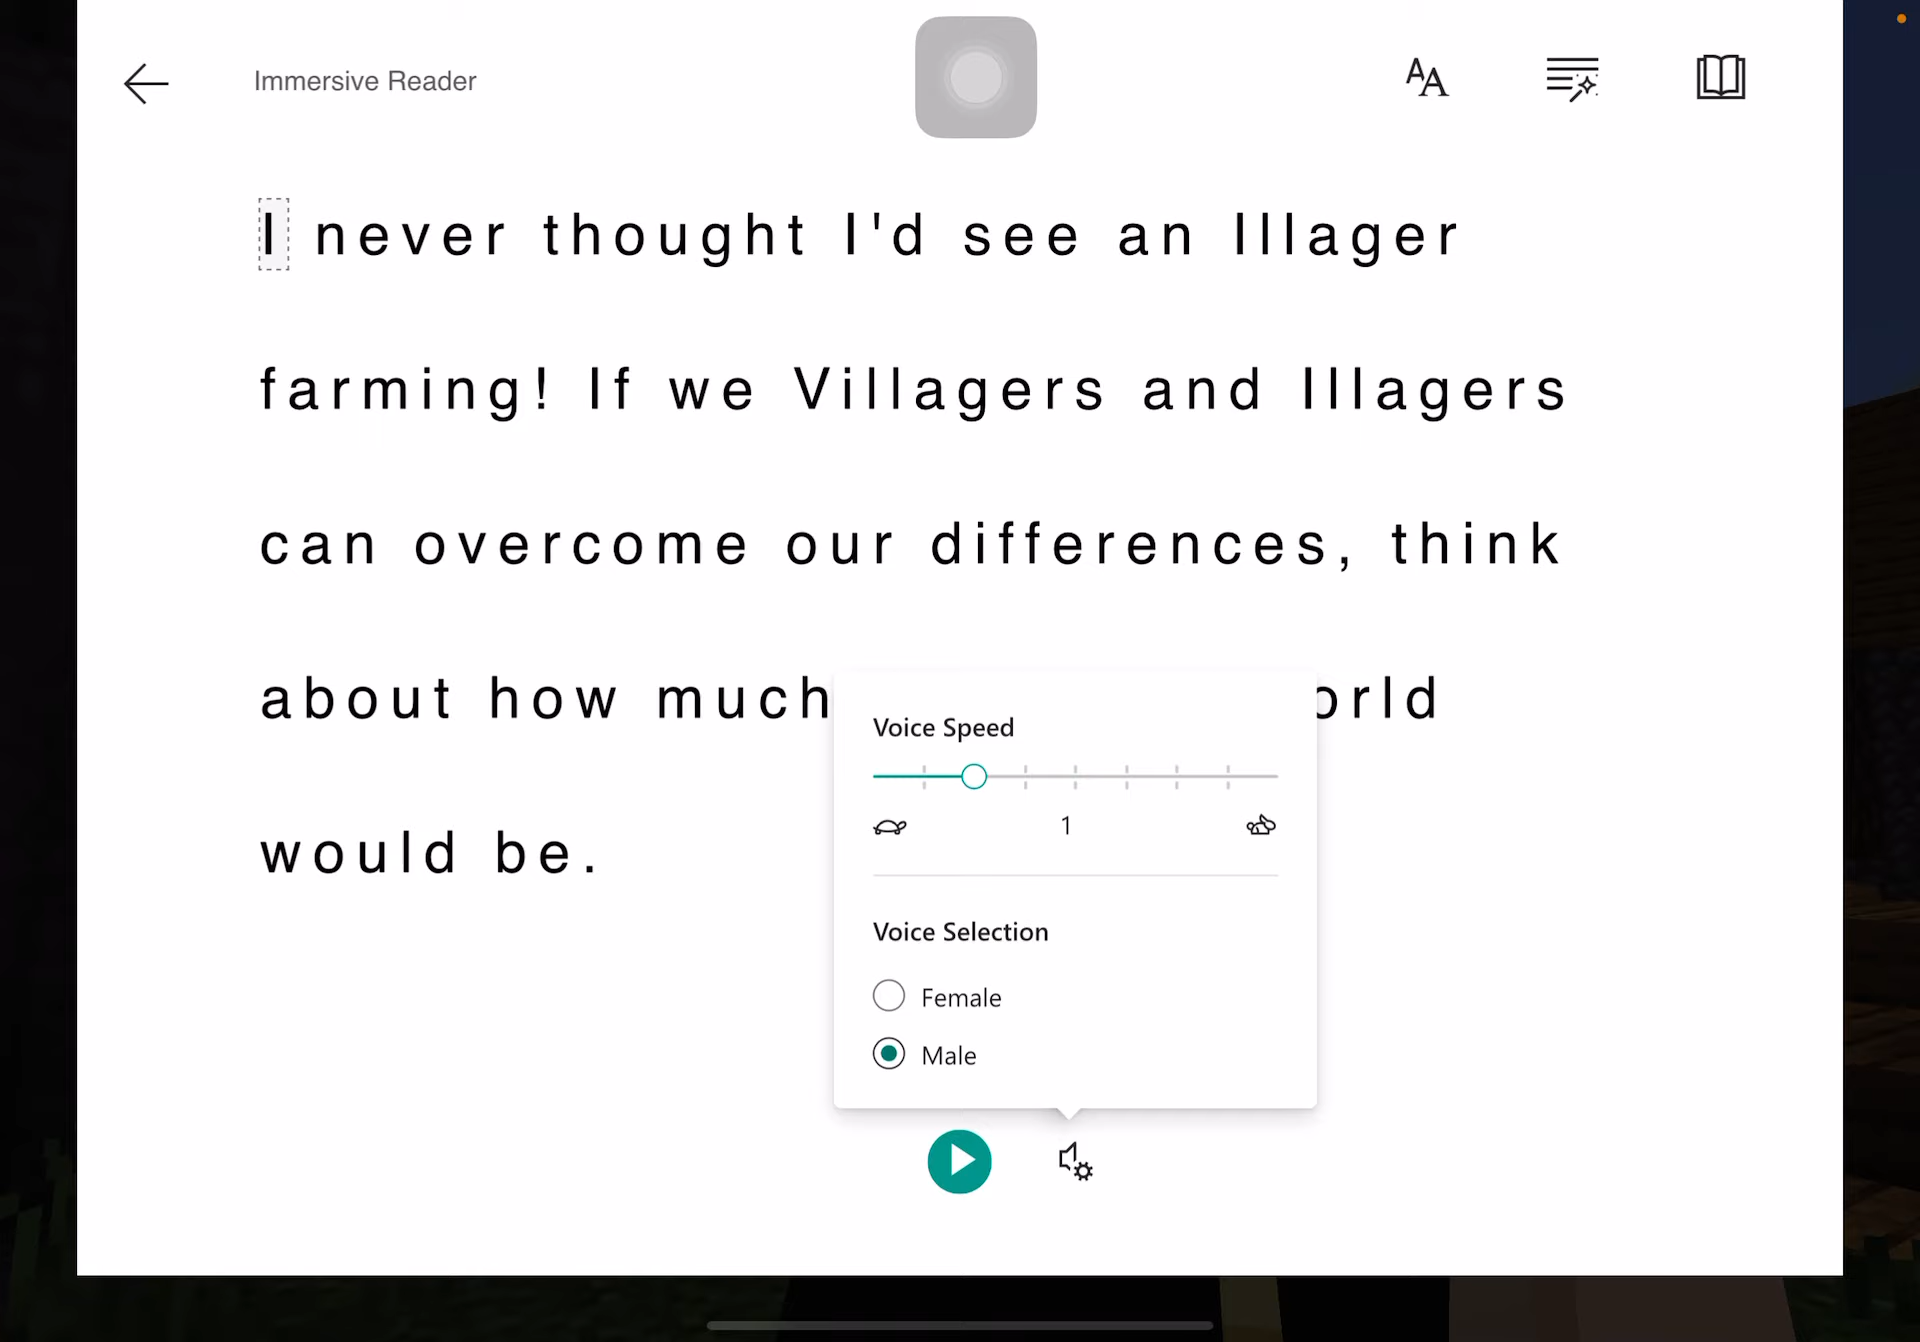 Immersive Reader
I never thought I'd see an Illager
farming! If we Villagers and Illagers
can overcome our differences, think
about how much
would be.
Voice Speed
1
Voice Selection
Female
Male